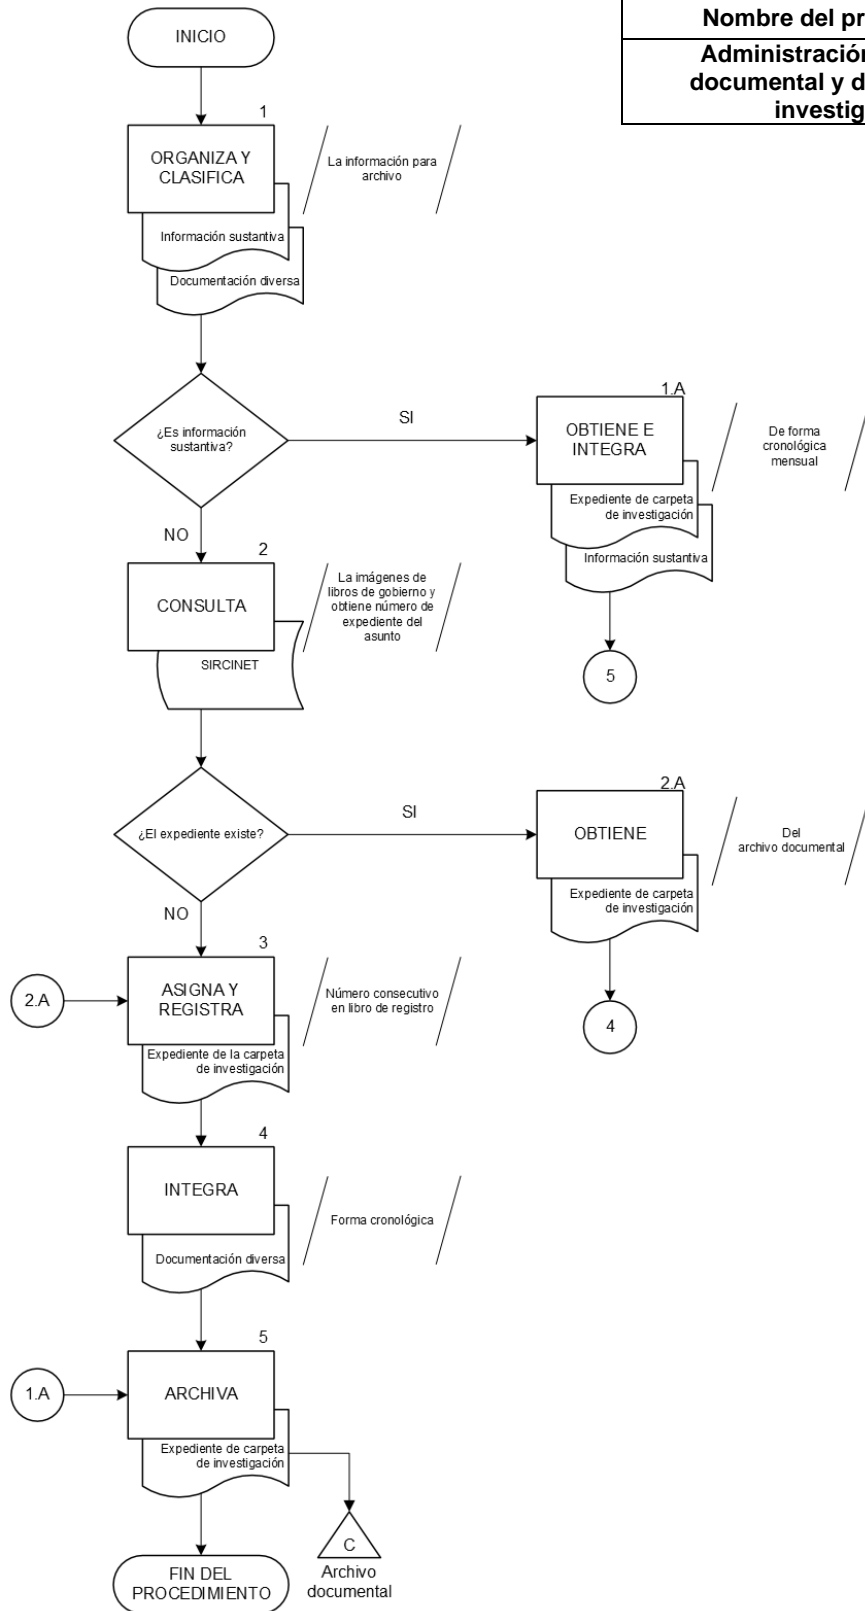 Nombre del pr
Administración
documental y d
investig
INICIO
1
ORGANIZA Y
CLASIFICA
La información para
archivo
Información sustantiva
Documentación diversa
¿Es información
sustantiva?
SI
1.A
OBTIENE E
INTEGRA
De forma
cronológica
mensual
Expediente de carpeta
de investigación
Información sustantiva
5
NO
2
CONSULTA
La imágenes de
libros de gobierno y
obtiene número de
expediente del
asunto
SIRCINET
¿El expediente existe?
SI
2.A
OBTIENE
Del
archivo documental
Expediente de carpeta
de investigación
4
NO
3
2.A
ASIGNA Y
REGISTRA
Número consecutivo
en libro de registro
Expediente de la carpeta
de investigación
4
INTEGRA
Forma cronológica
Documentación diversa
5
1.A
ARCHIVA
Expediente de carpeta
de investigación
C
Archivo
documental
FIN DEL
PROCEDIMIENTO